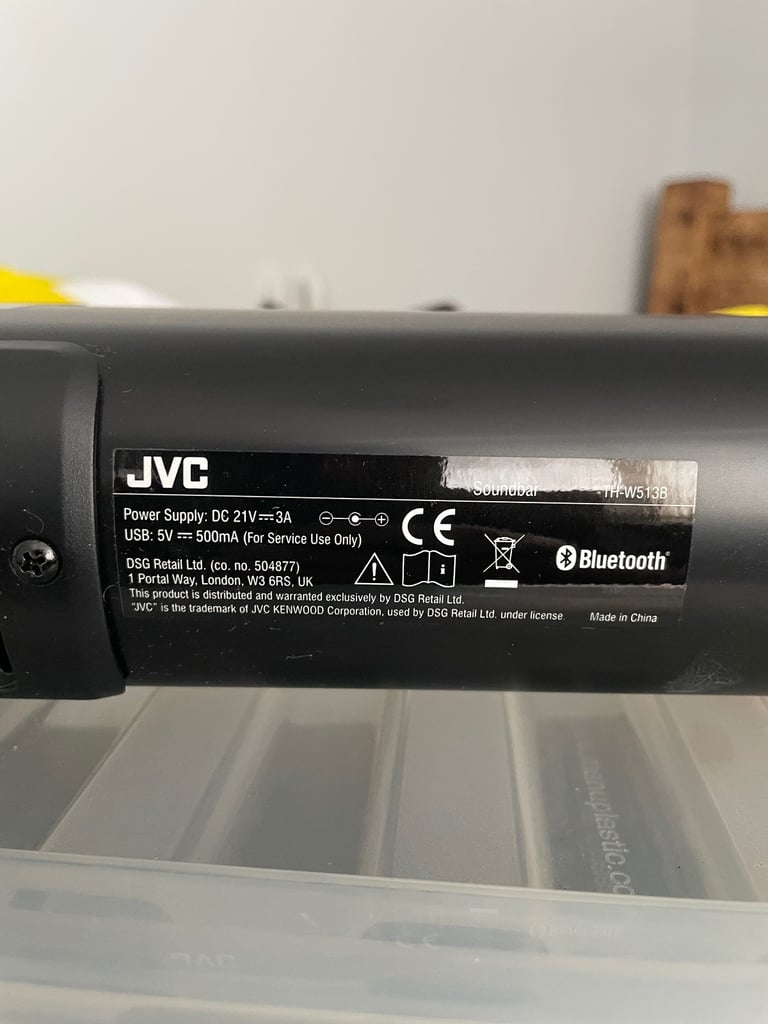 JVC
Soundbar TH-W513B
Power Supply: DC 21V⎓3A
USB: 5V ⎓ 500mA (For Service Use Only)
CE
DSG Retail Ltd. (co. no. 504877)
1 Portal Way, London, W3 6RS, UK
Bluetooth®
This product is distributed and warranted exclusively by DSG Retail Ltd.
"JVC" is the trademark of JVC KENWOOD Corporation, used by DSG Retail Ltd. under license.
Made in China